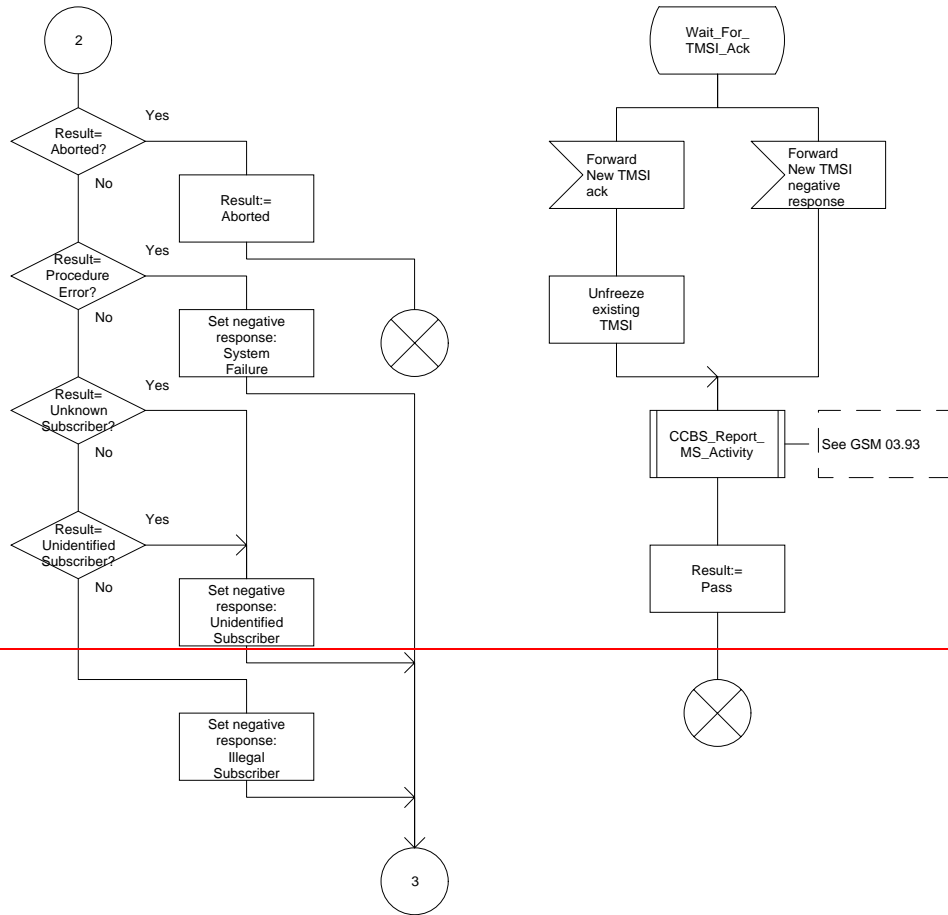 2
Result=
Aborted?
Yes
No
Result:=
Aborted
Result=
Procedure
Error?
Yes
No
Set negative
response:
System
Failure
Result=
Unknown
Subscriber?
Yes
No
Result=
Unidentified
Subscriber?
Yes
No
Set negative
response:
Unidentified
Subscriber
Set negative
response:
Illegal
Subscriber
3
Wait_For_
TMSI_Ack
Forward
New TMSI
ack
Forward
New TMSI
negative
response
Unfreeze
existing
TMSI
CCBS_Report_
MS_Activity
See GSM 03.93
Result:=
Pass